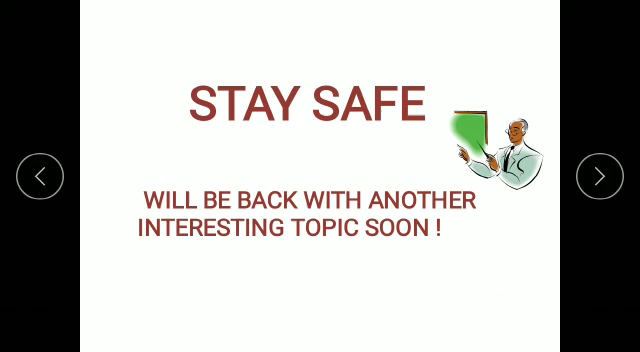 STAY SAFE
WILL BE BACK WITH ANOTHER
INTERESTING TOPIC SOON !